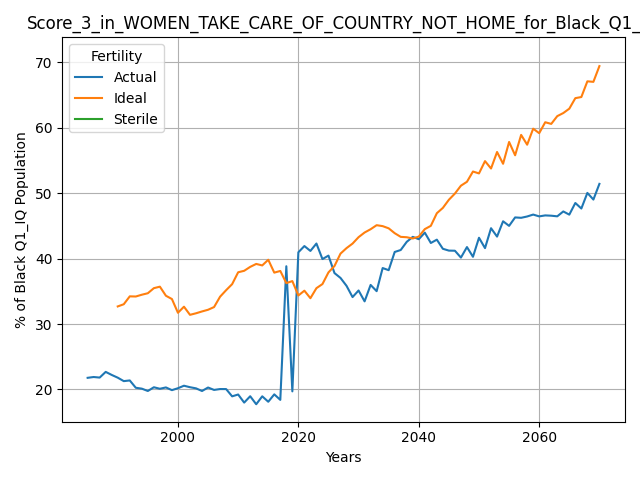 Score_3_in_WOMEN_TAKE_CARE_OF_COUNTRY_NOT_HOME_for_Black_Q1_
Fertility
Actual
Ideal
Sterile
% of Black Q1_IQ Population
70
60
50
40
30
20
2000
2020
2040
2060
Years